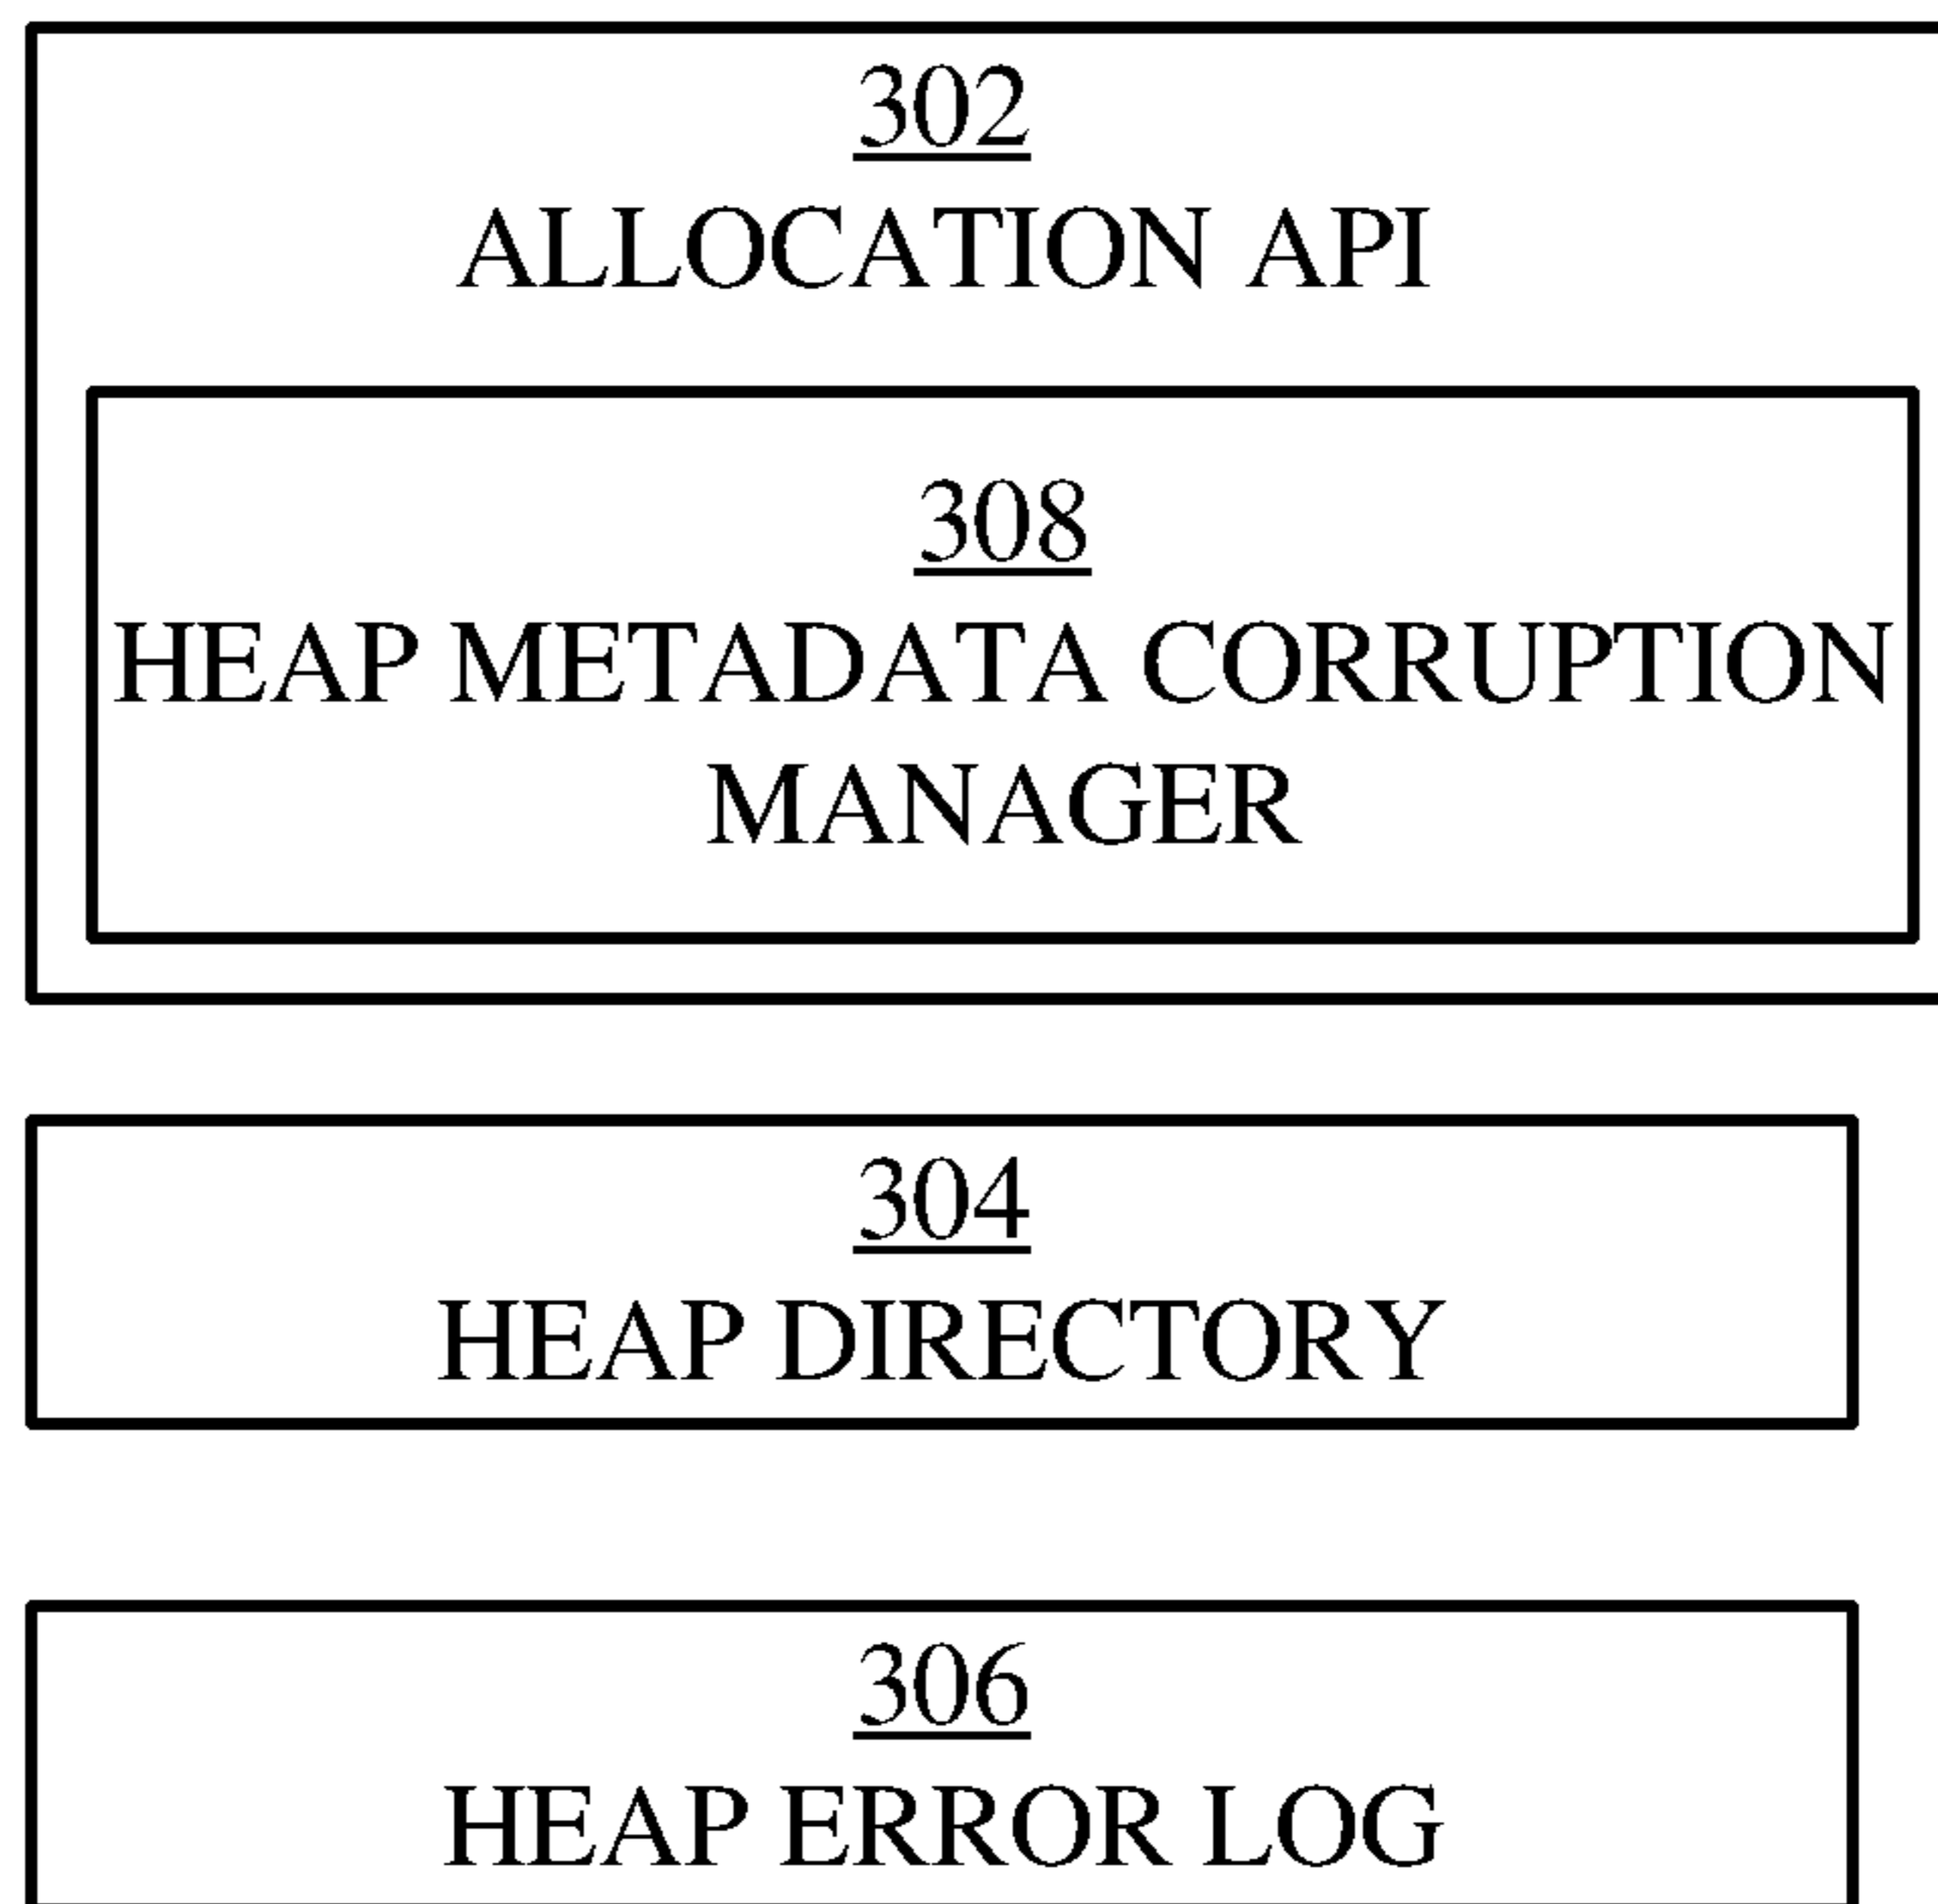 302
ALLOCATION API
308
HEAP METADATA CORRUPTION
MANAGER
304
HEAP DIRECTORY
306
HEAP ERROR LOG